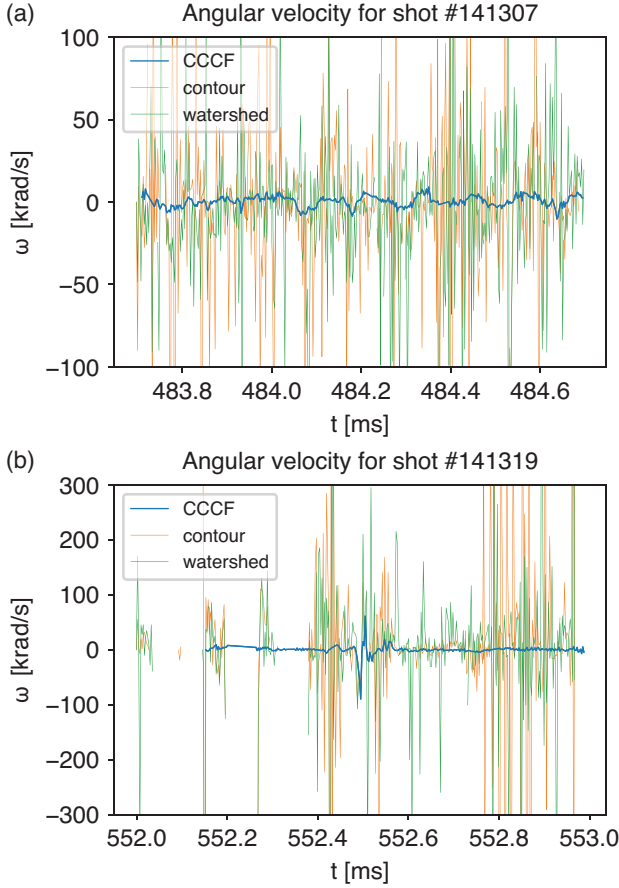 (a) Angular velocity for shot #141307
100
50
0
−50
−100
ω [krad/s]
CCCF
contour
watershed
483.8 484.0 484.2 484.4 484.6
t [ms]
(b) Angular velocity for shot #141319
300
200
100
0
−100
−200
−300
ω [krad/s]
CCCF
contour
watershed
552.0 552.2 552.4 552.6 552.8 553.0
t [ms]